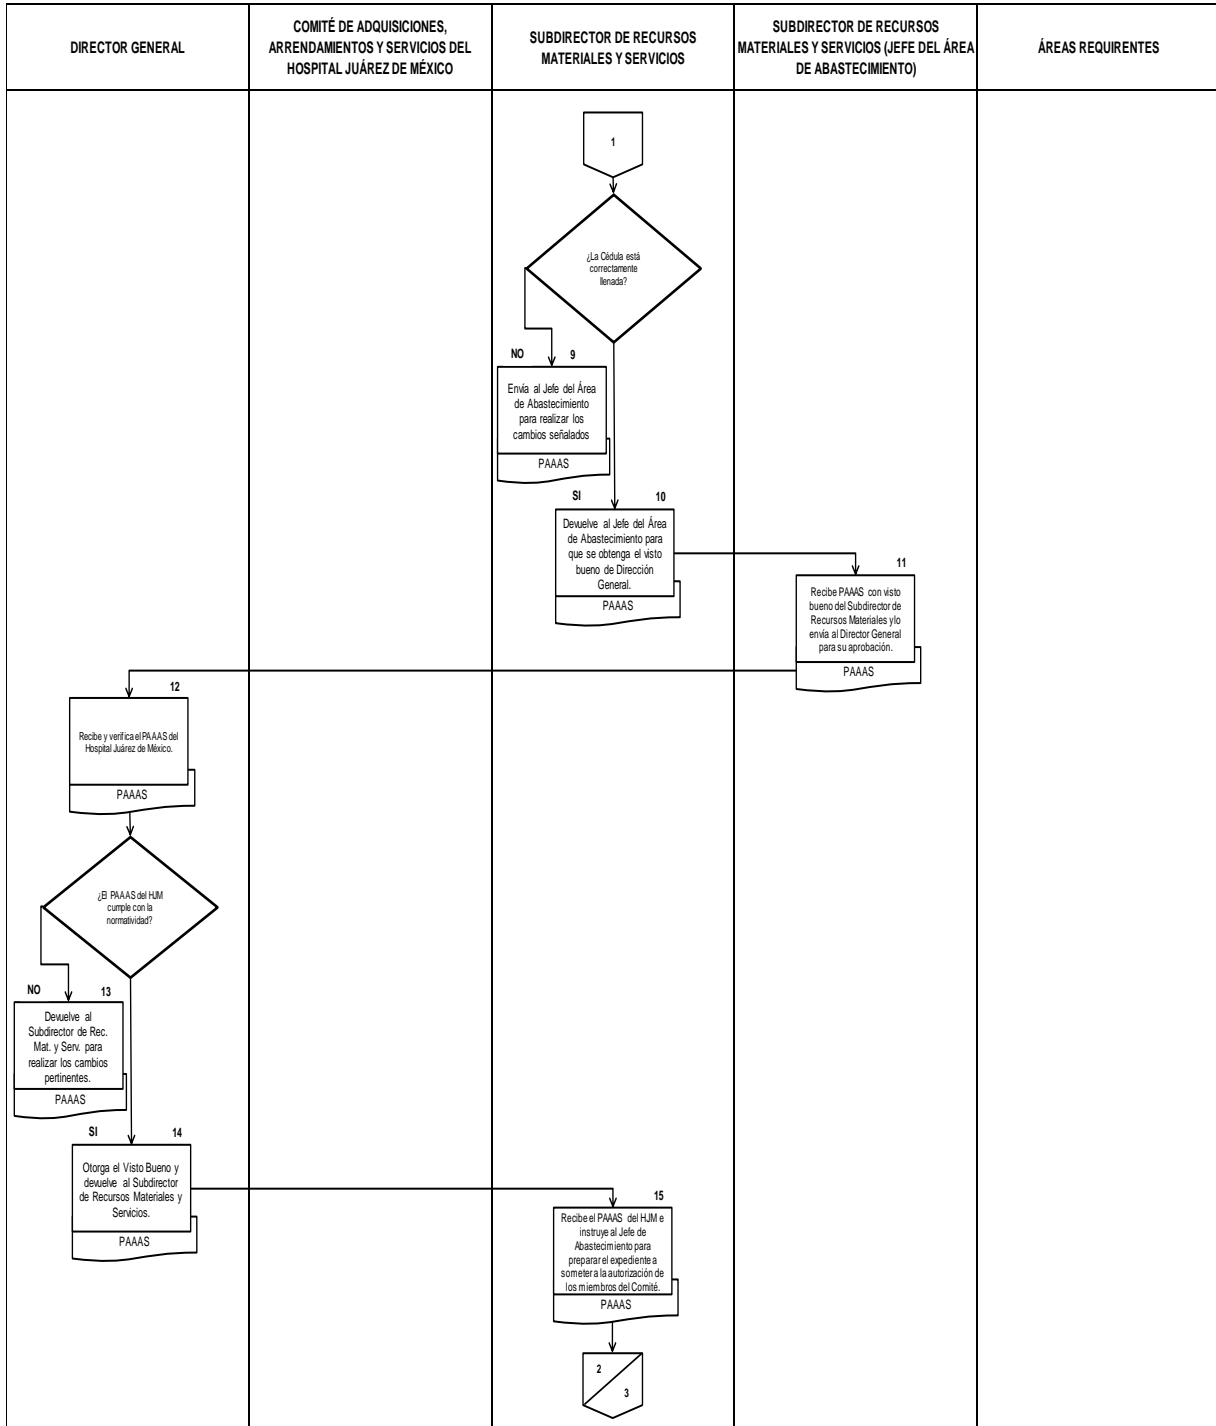 DIRECTOR GENERAL
COMITÉ DE ADQUISICIONES,
ARRENDAMIENTOS Y SERVICIOS DEL
HOSPITAL JUÁREZ DE MÉXICO
SUBDIRECTOR DE RECURSOS
MATERIALES Y SERVICIOS
SUBDIRECTOR DE RECURSOS
MATERIALES Y SERVICIOS (JEFE DEL ÁREA
DE ABASTECIMIENTO)
ÁREAS REQUIRENTES
1
¿La Cédula está
correctamente
llenada?
NO
9
Envía al Jefe del Área
de Abastecimiento
para realizar los
cambios señalados
PAAAS
SI
10
Devuelve al Jefe del Área
de Abastecimiento para
que se obtenga el visto
bueno de Dirección
General.
PAAAS
11
Recibe PAAAS con visto
bueno del Subdirector de
Recursos Materiales y lo
envía al Director General
para su aprobación.
PAAAS
12
Recibe y verifica el PAAAS del
Hospital Juárez de México.
PAAAS
¿El PAAAS del HJM
cumple con la
normatividad?
NO
13
Devuelve al
Subdirector de Rec.
Mat. y Serv. para
realizar los cambios
pertinentes.
PAAAS
SI
14
Otorga el Visto Bueno y
devuelve al Subdirector
de Recursos Materiales y
Servicios.
PAAAS
15
Recibe el PAAAS del HJM e
instruye al Jefe de
Abastecimiento para
preparar el expediente a
someter a la autorización de
los miembros del Comité.
PAAAS
2
3